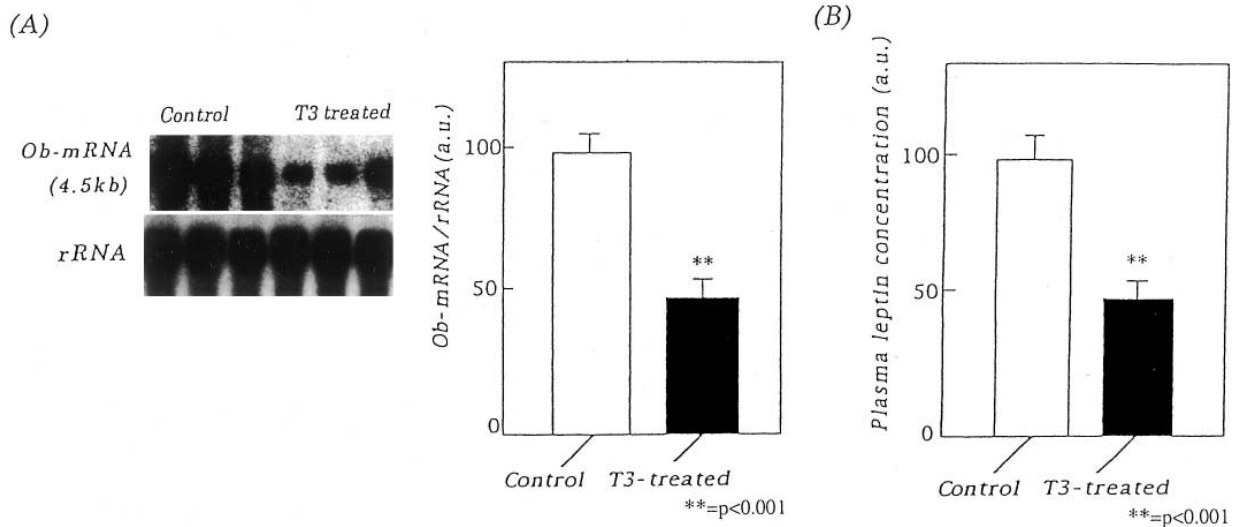 (A)
Control T3 treated
Ob-mRNA
(4.5kb)
rRNA
Ob-mRNA/rRNA (a.u.)
100
50
0
**
Control T3-treated
**=p<0.001
(B)
Plasma leptin concentration (a.u.)
100
50
0
**
Control T3-treated
**=p<0.001